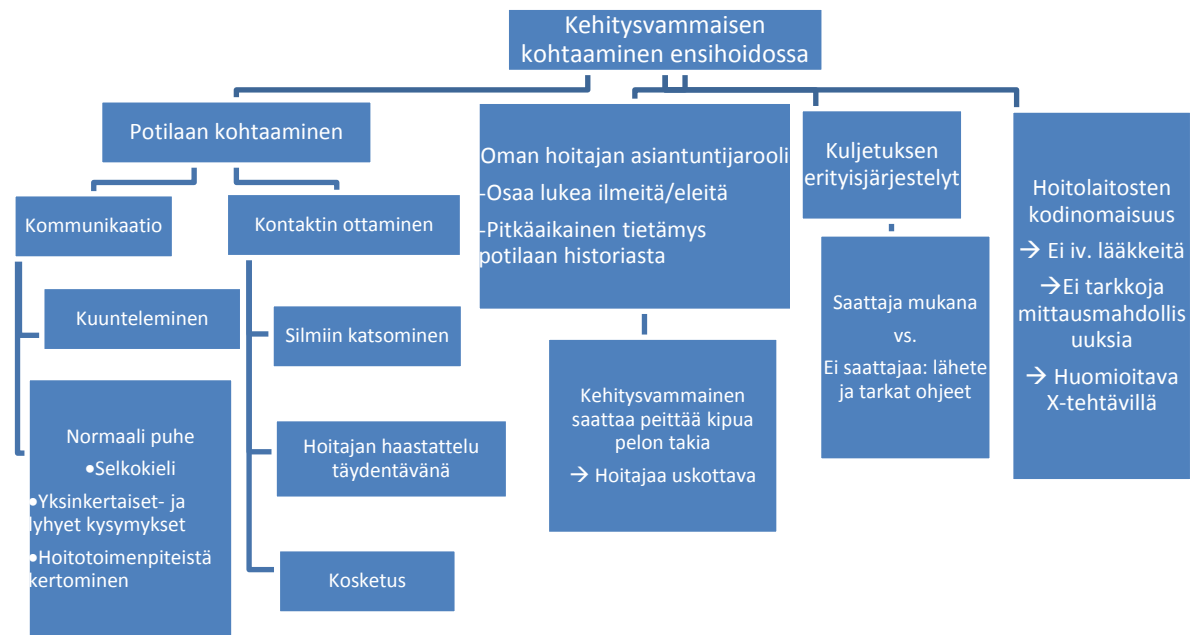 Kehitysvammaisen
kohtaaminen ensihoidossa
Potilaan kohtaaminen
Kommunikaatio
Kuunteleminen
Normaali puhe
•Selkokieli
•Yksinkertaiset- ja
lyhyet kysymykset
•Hoitotoimenpiteistä
kertominen
Kontaktin ottaminen
Silmiin katsominen
Hoitajan haastattelu
täydentävänä
Kosketus
Oman hoitajan asiantuntijarooli
-Osaa lukea ilmeitä/eleitä
-Pitkäaikainen tietämys
potilaan historiasta
Kehitysvammainen
saattaa peittää kipua
pelon takia
→ Hoitajaa uskottava
Kuljetuksen
erityisjärjestelyt
Saattaja mukana
vs.
Ei saattajaa: lähete
ja tarkat ohjeet
Hoitolaitosten
kodinomaisuus
→ Ei iv. lääkkeitä
→Ei tarkkoja
mittausmahdollis
uuksia
→ Huomioitava
X-tehtävillä